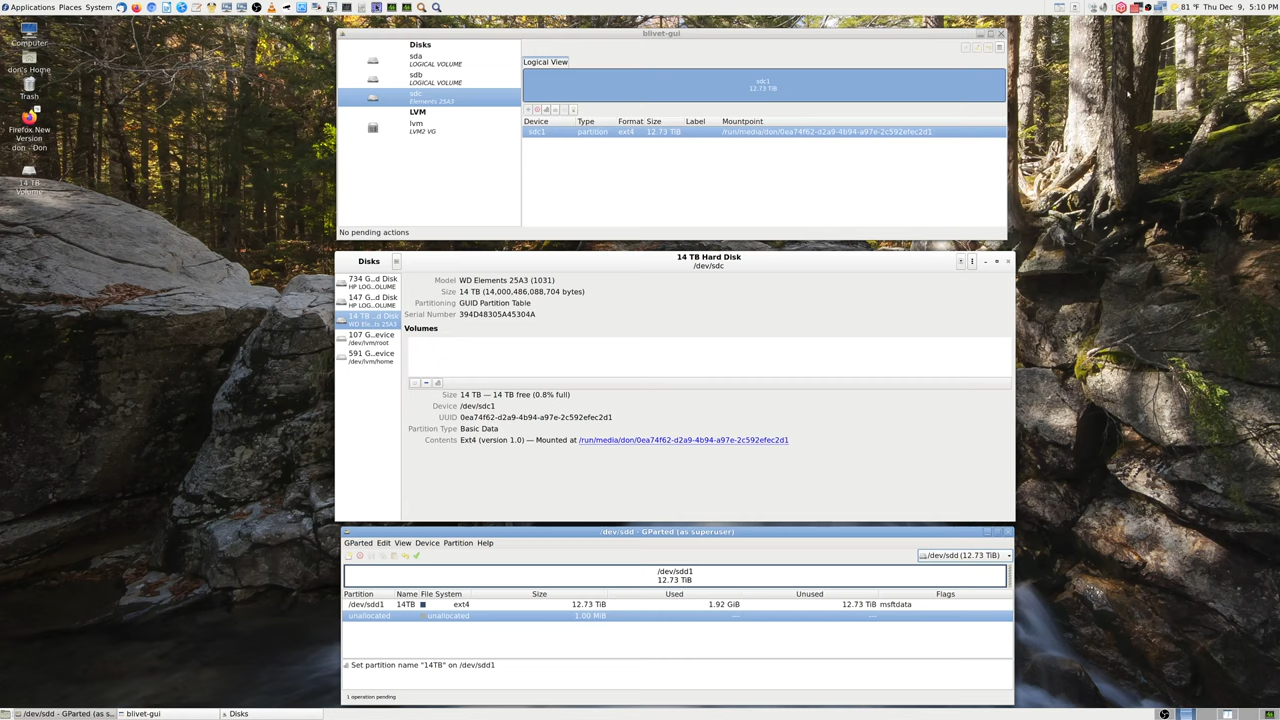 Applications Places System
81 °F Thu Dec 9, 5:10 PM
Computer
don's Home
Trash
Firefox New
Version
don - Don
14 TB
Volume
blivet-gui
Disks
sda
LOGICAL VOLUME
sdb
LOGICAL VOLUME
sdc
Elements 25A3
LVM
lvm
LVM2 VG
Logical View
sdc1
12.73 TiB
Device Type Format Size Label Mountpoint
sdc1 partition ext4 12.73 TiB /run/media/don/0ea74f62-d2a9-4b94-a97e-2c592efec2d1
No pending actions
Disks
14 TB Hard Disk
/dev/sdc
734 G...d Disk
HP LOG...OLUME
147 G...d Disk
HP LOG...OLUME
14 TB ...d Disk
WD Ele...ts 25A3
107 G...evice
/dev/lvm/root
591 G...evice
/dev/lvm/home
Model WD Elements 25A3 (1031)
Size 14 TB (14,000,486,088,704 bytes)
Partitioning GUID Partition Table
Serial Number 394D48305A45304A
Volumes
Size 14 TB — 14 TB free (0.8% full)
Device /dev/sdc1
UUID 0ea74f62-d2a9-4b94-a97e-2c592efec2d1
Partition Type Basic Data
Contents Ext4 (version 1.0) — Mounted at /run/media/don/0ea74f62-d2a9-4b94-a97e-2c592efec2d1
/dev/sdd - GParted (as superuser)
GParted Edit View Device Partition Help
/dev/sdd (12.73 TiB)
/dev/sdd1
12.73 TiB
Partition Name File System Size Used Unused Flags
/dev/sdd1 14TB ext4 12.73 TiB 1.92 GiB 12.73 TiB msftdata
unallocated unallocated 1.00 MiB --- ---
Set partition name "14TB" on /dev/sdd1
1 operation pending
/dev/sdd - GParted (as s... blivet-gui Disks